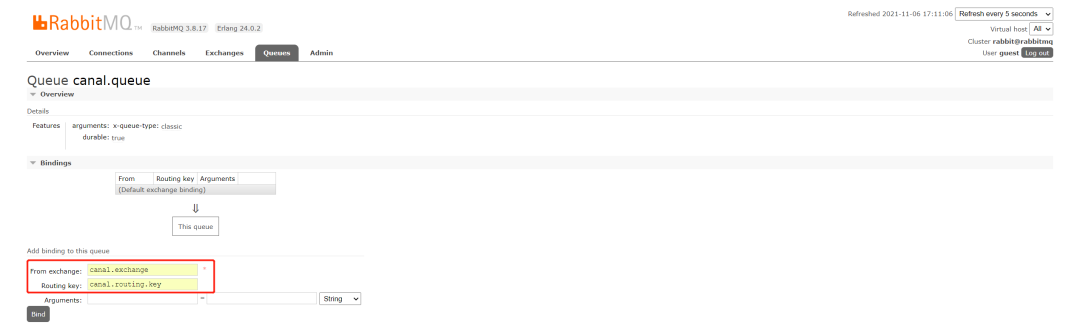 Refreshed 2021-11-06 17:11:06 Refresh every 5 seconds
RabbitMQ TM RabbitMQ 3.8.17 Erlang 24.0.2
Virtual host All
Cluster rabbit@rabbitmq
User guest Log out
Overview Connections Channels Exchanges Queues Admin
Queue canal.queue
Overview
Details
Features arguments: x-queue-type: classic
durable: true
Bindings
From Routing key Arguments
(Default exchange binding)
⇓
This queue
Add binding to this queue
From exchange: canal.exchange *
Routing key: canal.routing.key
Arguments: = String
Bind